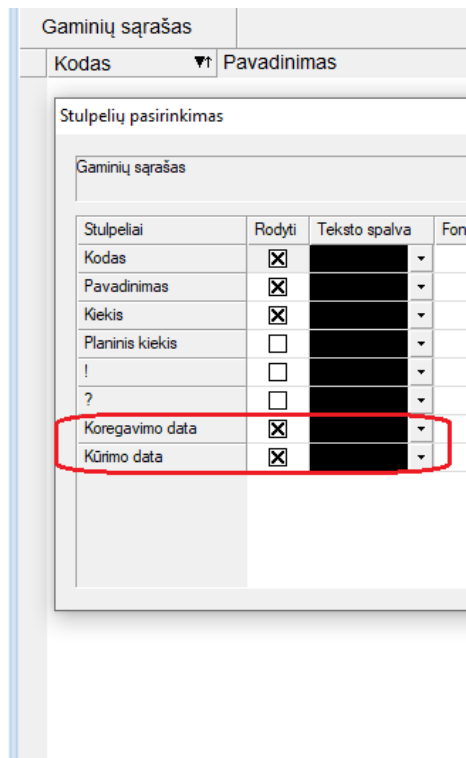 Gaminių sąrašas
Kodas Pavadinimas
Stulpelių pasirinkimas
Gaminių sąrašas
Stulpeliai Rodyti Teksto spalva Fon
Kodas
Pavadinimas
Kiekis
Planinis kiekis
!
?
Koregavimo data
Kūrimo data